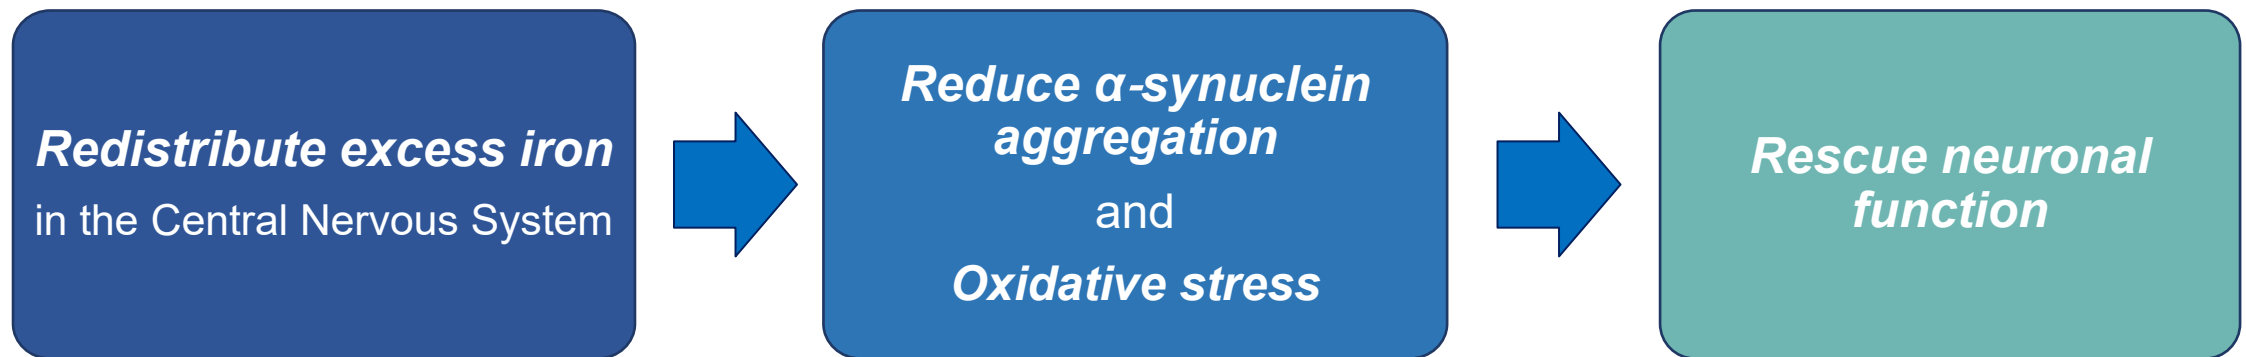 Redistribute excess iron
in the Central Nervous System
Reduce α-synuclein
aggregation
and
Oxidative stress
Rescue neuronal
function